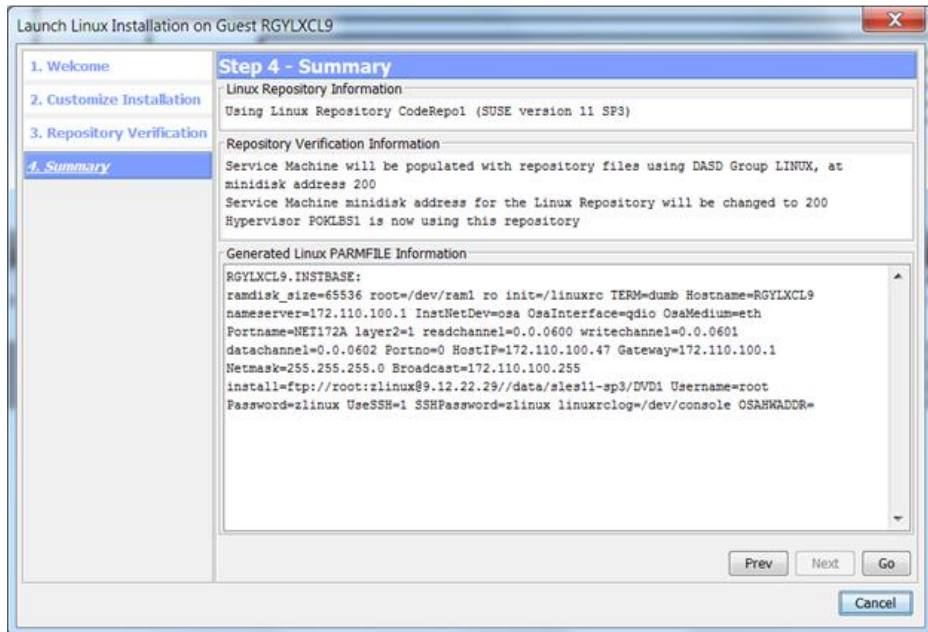 Launch Linux Installation on Guest RGYLXCL9
1. Welcome
2. Customize Installation
3. Repository Verification
4. Summary
Step 4 - Summary
Linux Repository Information
Using Linux Repository CodeRepo1 (SUSE version 11 SP3)
Repository Verification Information
Service Machine will be populated with repository files using DASD Group LINUX, at
minidisk address 200
Service Machine minidisk address for the Linux Repository will be changed to 200
Hypervisor POKLBS1 is now using this repository
Generated Linux PARMFILE Information
RGYLXCL9.INSTBASE:
ramdisk_size=65536 root=/dev/ram1 ro init=/linuxrc TERM=dumb Hostname=RGYLXCL9
nameserver=172.110.100.1 InstNetDev=osa OsaInterface=qdio OsaMedium=eth
Portname=NET172A layer2=1 readchannel=0.0.0600 writechannel=0.0.0601
datachannel=0.0.0602 Portno=0 HostIP=172.110.100.47 Gateway=172.110.100.1
Netmask=255.255.255.0 Broadcast=172.110.100.255
install=ftp://root:zlinux@9.12.22.29//data/sles11-sp3/DVD1 Username=root
Password=zlinux UseSSH=1 SSHPassword=zlinux linuxrclog=/dev/console OSAHWADDR=
Prev Next Go
Cancel